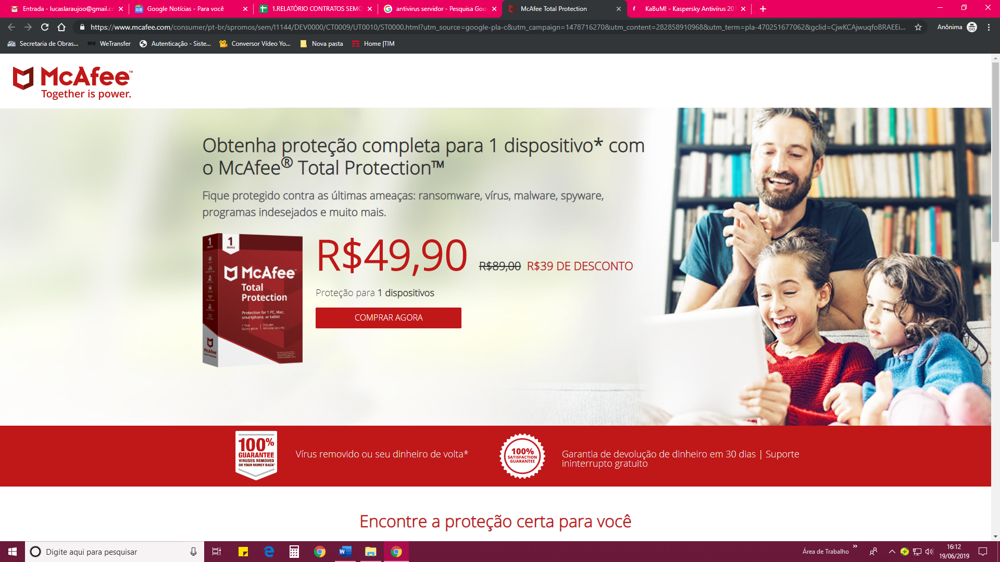 Entrada - lucaslaraujoo@gmail.cc
Google Notícias - Para você
1.RELATÓRIO CONTRATOS SEMO
antivirus servidor - Pesquisa Goo
McAfee Total Protection
KaBuM! - Kaspersky Antivírus 201
https://www.mcafee.com/consumer/pt-br/spromos/sem/l1144/DEV0000/CT0009/UT0010/ST0000.html?utm_source=google-pla-c&utm_campaign=1478716270&utm_content=282858910968&utm_term=pla-470251677062&gclid=CjwKCAjwuqfoBRAEEi...
Anônima
Secretaria de Obras...
WeTransfer
Autenticação - Siste...
Conversor Vídeo Yo...
Nova pasta
Home |TIM
McAfee™
Together is power.
Obtenha proteção completa para 1 dispositivo* com
o McAfee® Total Protection™
Fique protegido contra as últimas ameaças: ransomware, vírus, malware, spyware,
programas indesejados e muito mais.
1
1
DEVICE
McAfee™
Total
Protection
Protection for 1 PC, Mac,
smartphone, or tablet
1 Year
Subscription
Includes
Antivirus Security
McAfee
R$49,90
R$89,00 R$39 DE DESCONTO
Proteção para 1 dispositivos
COMPRAR AGORA
100%
GUARANTEE
VIRUSES REMOVED
OR YOUR MONEY BACK*
Vírus removido ou seu dinheiro de volta*
100%
SATISFACTION
GUARANTEE
Garantia de devolução de dinheiro em 30 dias | Suporte
ininterrupto gratuito
Encontre a proteção certa para você
Digite aqui para pesquisar
Área de Trabalho
16:12
19/06/2019